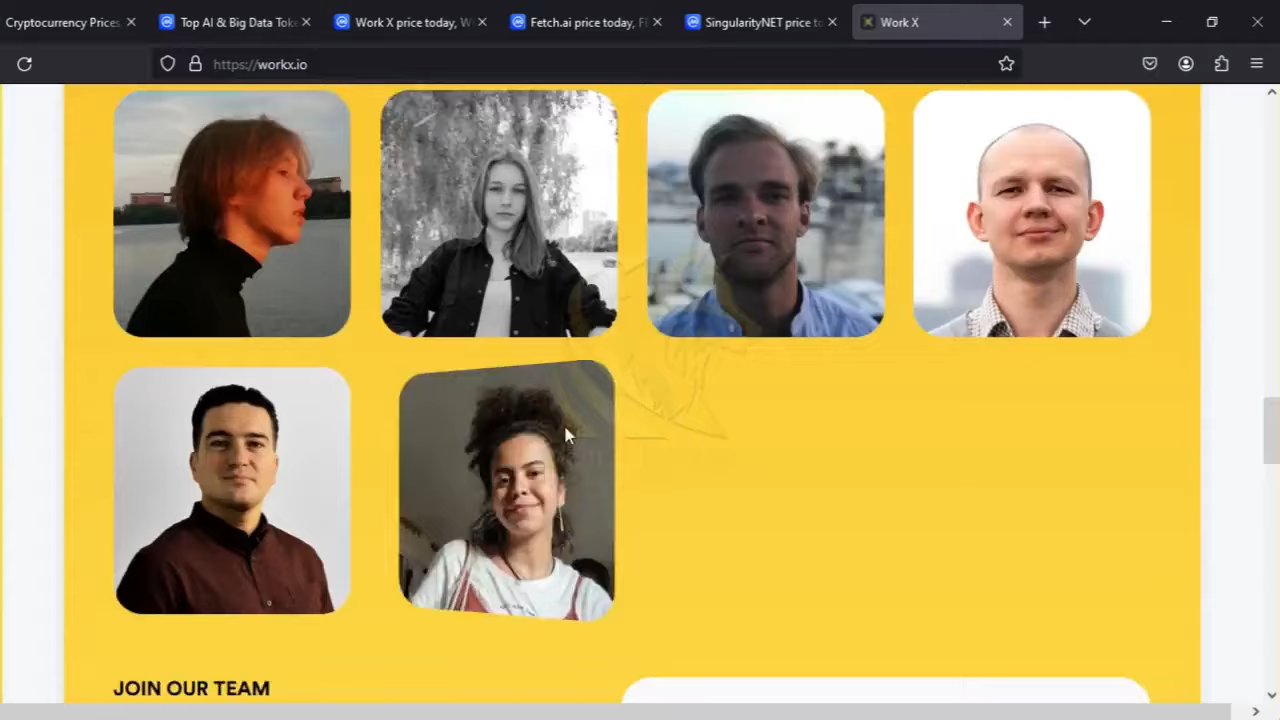 Cryptocurrency Prices,
Top AI & Big Data Toke
Work X price today, W
Fetch.ai price today, FE
SingularityNET price to
Work X
https://workx.io
JOIN OUR TEAM